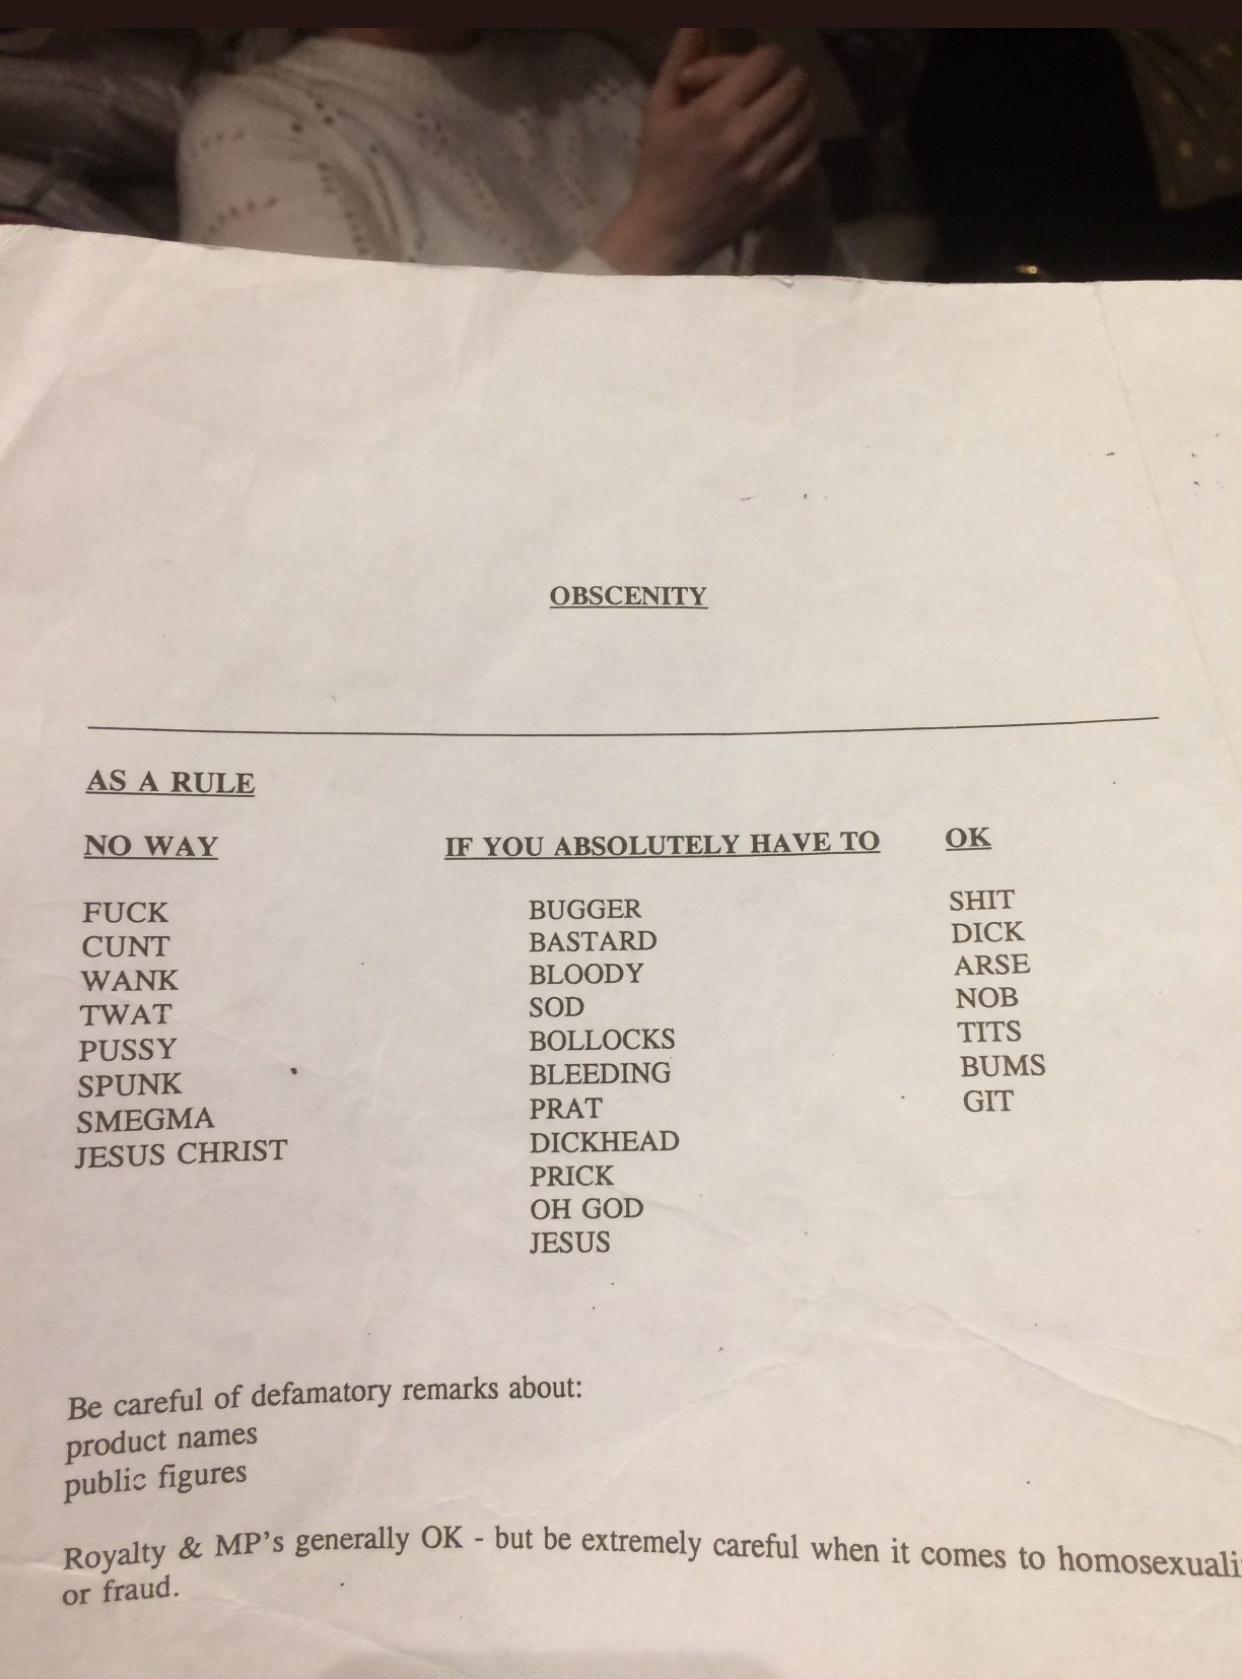 OBSCENITY
AS A RULE
NO WAY
FUCK
CUNT
WANK
TWAT
PUSSY
SPUNK
SMEGMA
JESUS CHRIST
IF YOU ABSOLUTELY HAVE TO
BUGGER
BASTARD
BLOODY
SOD
BOLLOCKS
BLEEDING
PRAT
DICKHEAD
PRICK
OH GOD
JESUS
OK
SHIT
DICK
ARSE
NOB
TITS
BUMS
GIT
Be careful of defamatory remarks about:
product names
public figures
Royalty & MP's generally OK - but be extremely careful when it comes to homosexuali
or fraud.